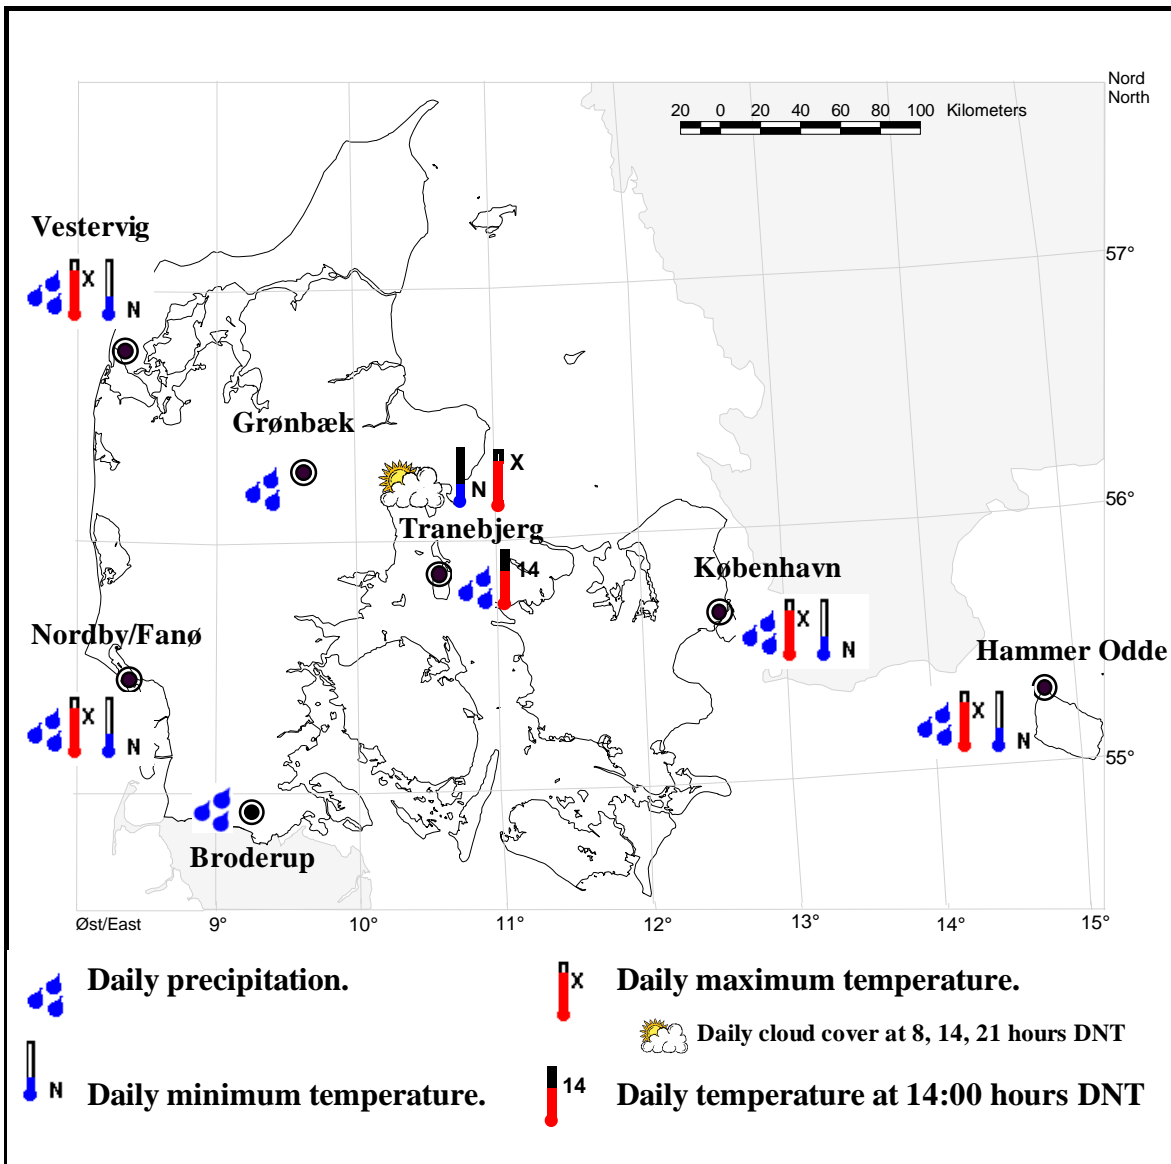 Nord
North
20 0 20 40 60 80 100 Kilometers
Vestervig
57°
X
N
Grønbæk
X
N
56°
Tranebjerg
14
København
X
N
Nordby/Fanø
Hammer Odde
X
N
X
N
55°
Broderup
Øst/East 9° 10° 11° 12° 13° 14° 15°
Daily precipitation.
X Daily maximum temperature.
Daily cloud cover at 8, 14, 21 hours DNT
N Daily minimum temperature.
14 Daily temperature at 14:00 hours DNT